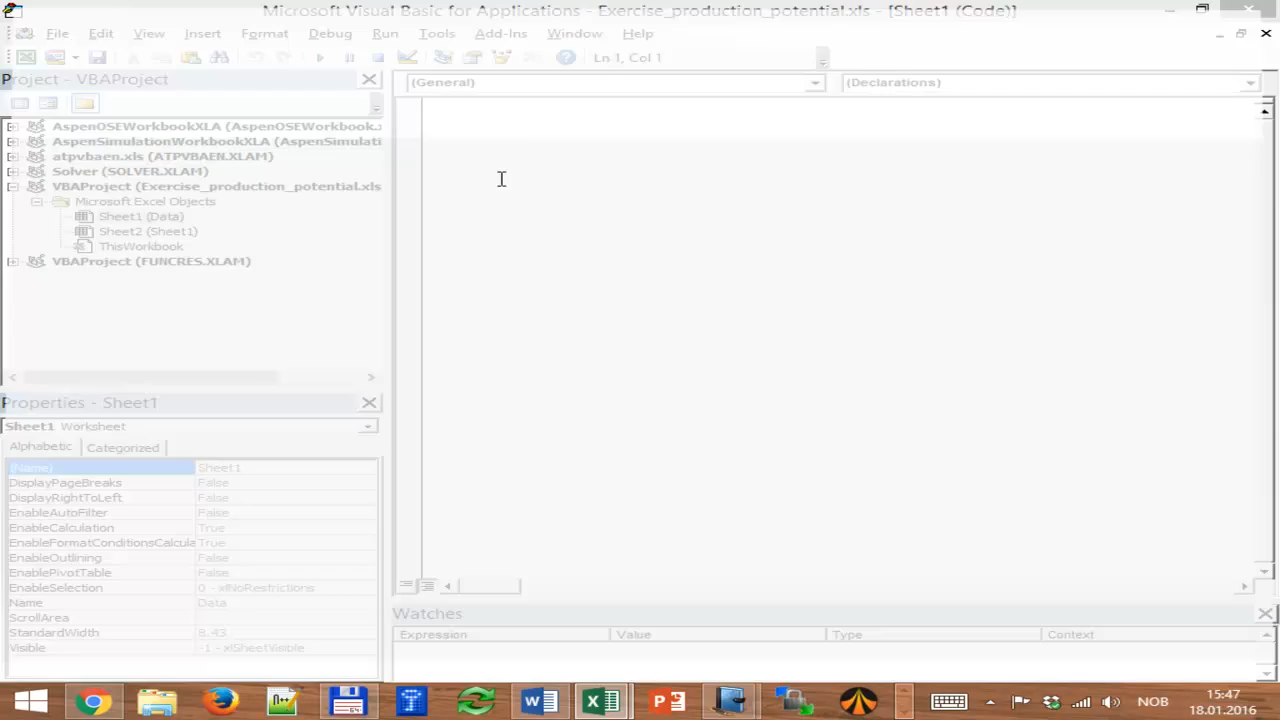 Microsoft Visual Basic for Applications - Exercise_production_potential.xls - [Sheet1 (Code)]
File Edit View Insert Format Debug Run Tools Add-Ins Window Help
Ln 1, Col 1
Project - VBAProject
(General) (Declarations)
AspenOSEWorkbookXLA (AspenOSEWorkbook.x
AspenSimulationWorkbookXLA (AspenSimulati
atpvbaen.xls (ATPVBAEN.XLAM)
Solver (SOLVER.XLAM)
VBAProject (Exercise_production_potential.xls
Microsoft Excel Objects
Sheet1 (Data)
Sheet2 (Sheet1)
ThisWorkbook
VBAProject (FUNCRES.XLAM)
Properties - Sheet1
Sheet1 Worksheet
Alphabetic Categorized
(Name) Sheet1
DisplayPageBreaks False
DisplayRightToLeft False
EnableAutoFilter False
EnableCalculation True
EnableFormatConditionsCalcula True
EnableOutlining False
EnablePivotTable False
EnableSelection 0 - xlNoRestrictions
Name Data
ScrollArea
StandardWidth 8.43
Visible -1 - xlSheetVisible
Watches
Expression Value Type Context
NOB
15:47
18.01.2016